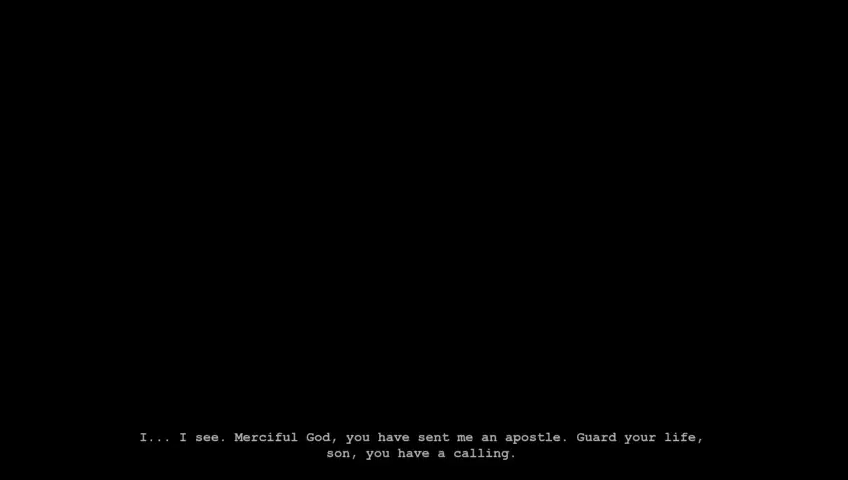 I... I see. Merciful God, you have sent me an apostle. Guard your life,
son, you have a calling.